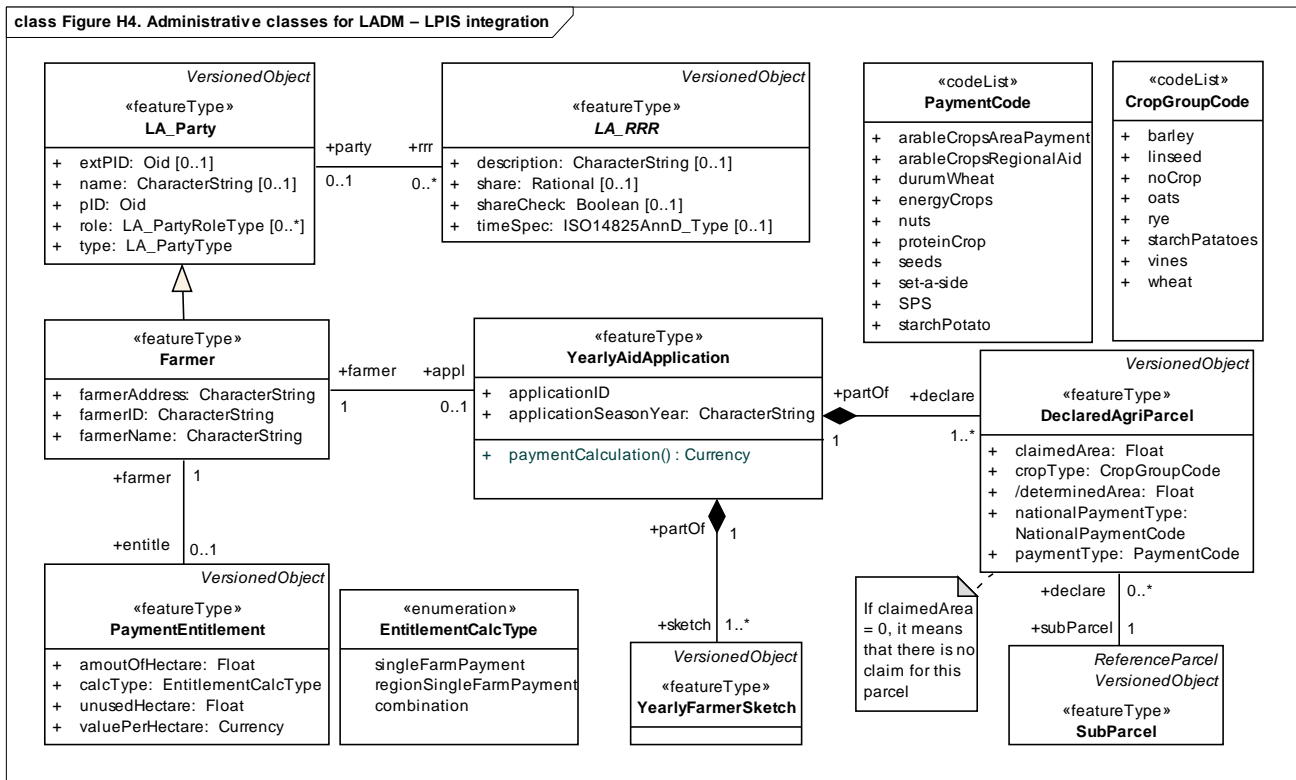 class Figure H4. Administrative classes for LADM – LPIS integration
VersionedObject
«featureType»
LA_Party
+ extPID: Oid [0..1]
+ name: CharacterString [0..1]
+ pID: Oid
+ role: LA_PartyRoleType [0..*]
+ type: LA_PartyType
+party
0..1
+rrr
0..*
VersionedObject
«featureType»
LA_RRR
+ description: CharacterString [0..1]
+ share: Rational [0..1]
+ shareCheck: Boolean [0..1]
+ timeSpec: ISO14825AnnD_Type [0..1]
«codeList»
PaymentCode
+ arableCropsAreaPayment
+ arableCropsRegionalAid
+ durumWheat
+ energyCrops
+ nuts
+ proteinCrop
+ seeds
+ set-a-side
+ SPS
+ starchPotato
«codeList»
CropGroupCode
+ barley
+ linseed
+ noCrop
+ oats
+ rye
+ starchPatatoes
+ vines
+ wheat
«featureType»
Farmer
+ farmerAddress: CharacterString
+ farmerID: CharacterString
+ farmerName: CharacterString
+farmer
1
+appl
0..1
«featureType»
YearlyAidApplication
+ applicationID
+ applicationSeasonYear: CharacterString
+ paymentCalculation() : Currency
+partOf
1
+declare
1..*
VersionedObject
«featureType»
DeclaredAgriParcel
+ claimedArea: Float
+ cropType: CropGroupCode
+ /determinedArea: Float
+ nationalPaymentType:
NationalPaymentCode
+ paymentType: PaymentCode
+farmer
1
+entitle
0..1
VersionedObject
«featureType»
PaymentEntitlement
+ amoutOfHectare: Float
+ calcType: EntitlementCalcType
+ unusedHectare: Float
+ valuePerHectare: Currency
«enumeration»
EntitlementCalcType
singleFarmPayment
regionSingleFarmPayment
combination
+partOf
1
+sketch
1..*
VersionedObject
«featureType»
YearlyFarmerSketch
If claimedArea
= 0, it means
that there is no
claim for this
parcel
+declare
0..*
+subParcel
1
ReferenceParcel
VersionedObject
«featureType»
SubParcel